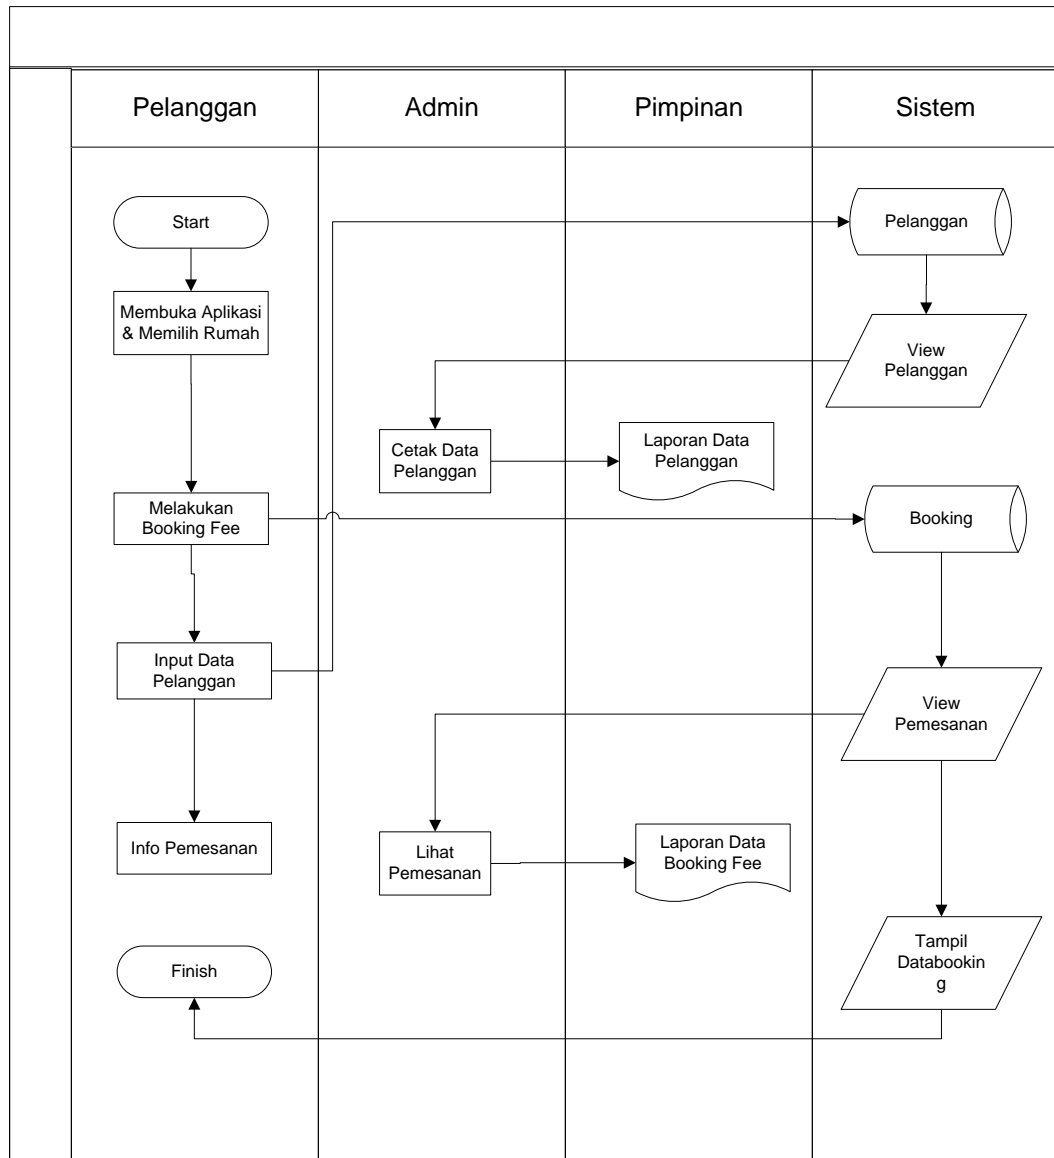 Pelanggan
Admin
Pimpinan
Sistem
Start
Pelanggan
Membuka Aplikasi
& Memilih Rumah
View
Pelanggan
Cetak Data
Pelanggan
Laporan Data
Pelanggan
Melakukan
Booking Fee
Booking
Input Data
Pelanggan
View
Pemesanan
Info Pemesanan
Lihat
Pemesanan
Laporan Data
Booking Fee
Finish
Tampil
Databookin
g